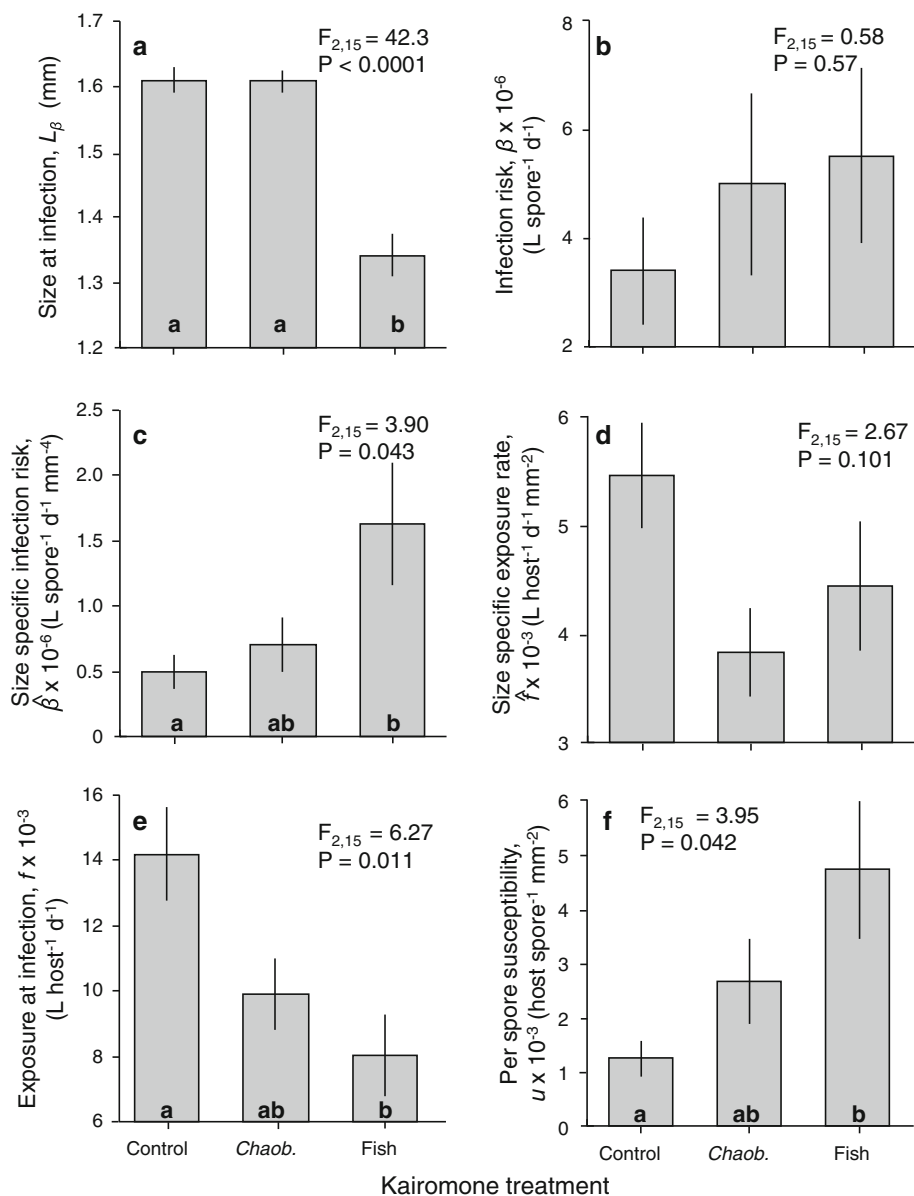 a
F2,15 = 42.3
P < 0.0001
Size at infection, Lβ (mm)
1.7
1.6
1.5
1.4
1.3
1.2
a
a
b
b
F2,15 = 0.58
P = 0.57
Infection risk, β x 10-6
(L spore-1 d-1)
8
6
4
2
c
F2,15 = 3.90
P = 0.043
Size specific infection risk,
β̂ x 10-6 (L spore-1 d-1 mm-4)
2.5
2.0
1.5
1.0
0.5
0
a
ab
b
d
F2,15 = 2.67
P = 0.101
Size specific exposure rate,
f̂ x 10-3 (L host-1 d-1 mm-2)
6
5
4
3
e
F2,15 = 6.27
P = 0.011
Exposure at infection, f x 10-3
(L host-1 d-1)
16
14
12
10
8
6
a
ab
b
Control
Chaob.
Fish
f
F2,15 = 3.95
P = 0.042
Per spore susceptibility,
u x 10-3 (host spore-1 mm-2)
6
5
4
3
2
1
0
a
ab
b
Control
Chaob.
Fish
Kairomone treatment